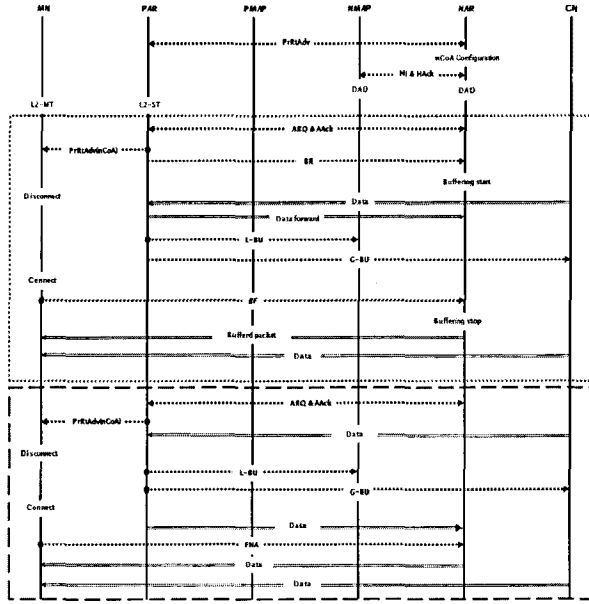 MN PAR PMAP NMAP NAR CN
PrRtAdv
nCoA Configuration
HI & HAck
DAD DAD
L2-MT L2-ST
ARQ & AAck
PrRtAdv(nCoA)
BR
Buffering start
Disconnect
Data
Data forward
L-BU
G-BU
Connect
BF
Buffering stop
Bufferd packet
Data
ARQ & AAck
PrRtAdv(nCoA)
Data
Disconnect
L-BU
G-BU
Connect
Data
FNA
Data
Data